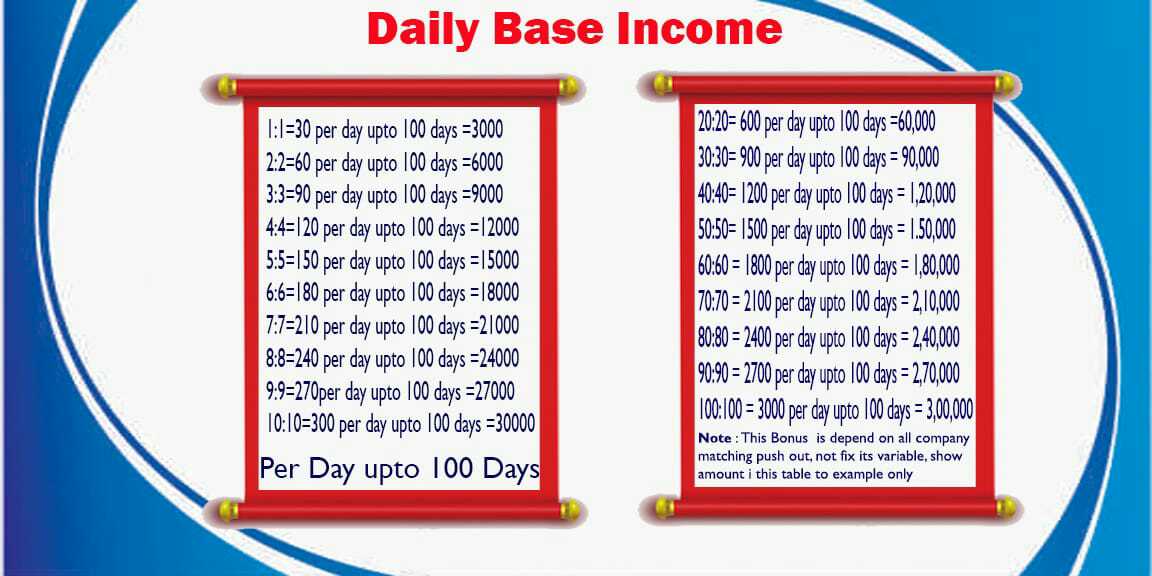 Daily Base Income
1:1=30 per day upto 100 days =3000
2:2=60 per day upto 100 days =6000
3:3=90 per day upto 100 days =9000
4:4=120 per day upto 100 days =12000
5:5=150 per day upto 100 days =15000
6:6=180 per day upto 100 days =18000
7:7=210 per day upto 100 days =21000
8:8=240 per day upto 100 days =24000
9:9=270per day upto 100 days =27000
10:10=300 per day upto 100 days =30000
Per Day upto 100 Days
20:20= 600 per day upto 100 days =60,000
30:30= 900 per day upto 100 days = 90,000
40:40= 1200 per day upto 100 days = 1,20,000
50:50= 1500 per day upto 100 days = 1.50,000
60:60 = 1800 per day upto 100 days = 1,80,000
70:70 = 2100 per day upto 100 days = 2,10,000
80:80 = 2400 per day upto 100 days = 2,40,000
90:90 = 2700 per day upto 100 days = 2,70,000
100:100 = 3000 per day upto 100 days = 3,00,000
Note : This Bonus is depend on all company
matching push out, not fix its variable, show
amount i this table to example only